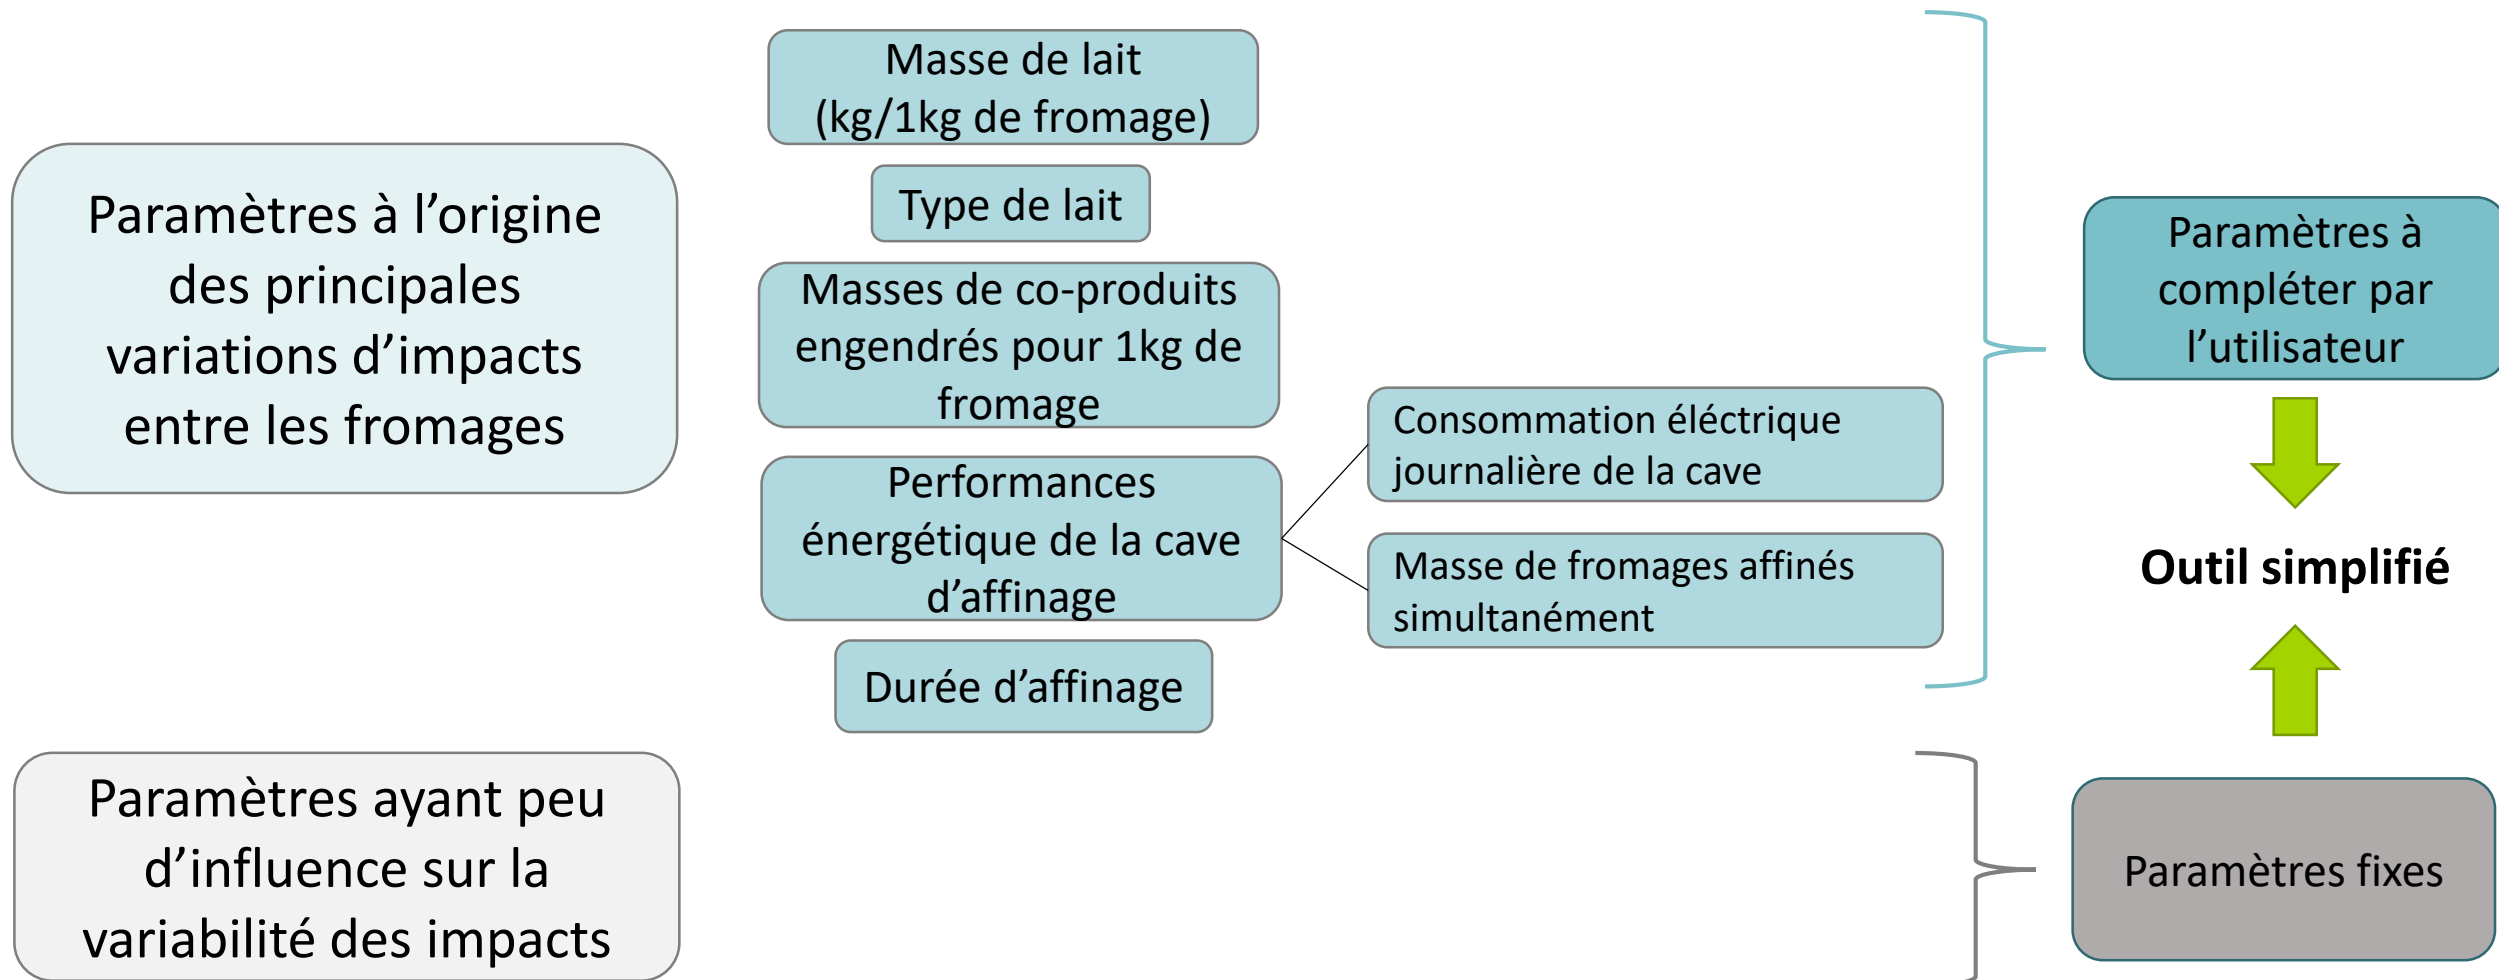 Paramètres à l’origine
des principales
variations d’impacts
entre les fromages
Masse de lait
(kg/1kg de fromage)
Type de lait
Masses de co-produits
engendrés pour 1kg de
fromage
Performances
énergétique de la cave
d’affinage
Durée d’affinage
Consommation éléctrique
journalière de la cave
Masse de fromages affinés
simultanément
Paramètres à
compléter par
l’utilisateur
Outil simplifié
Paramètres ayant peu
d’influence sur la
variabilité des impacts
Paramètres fixes